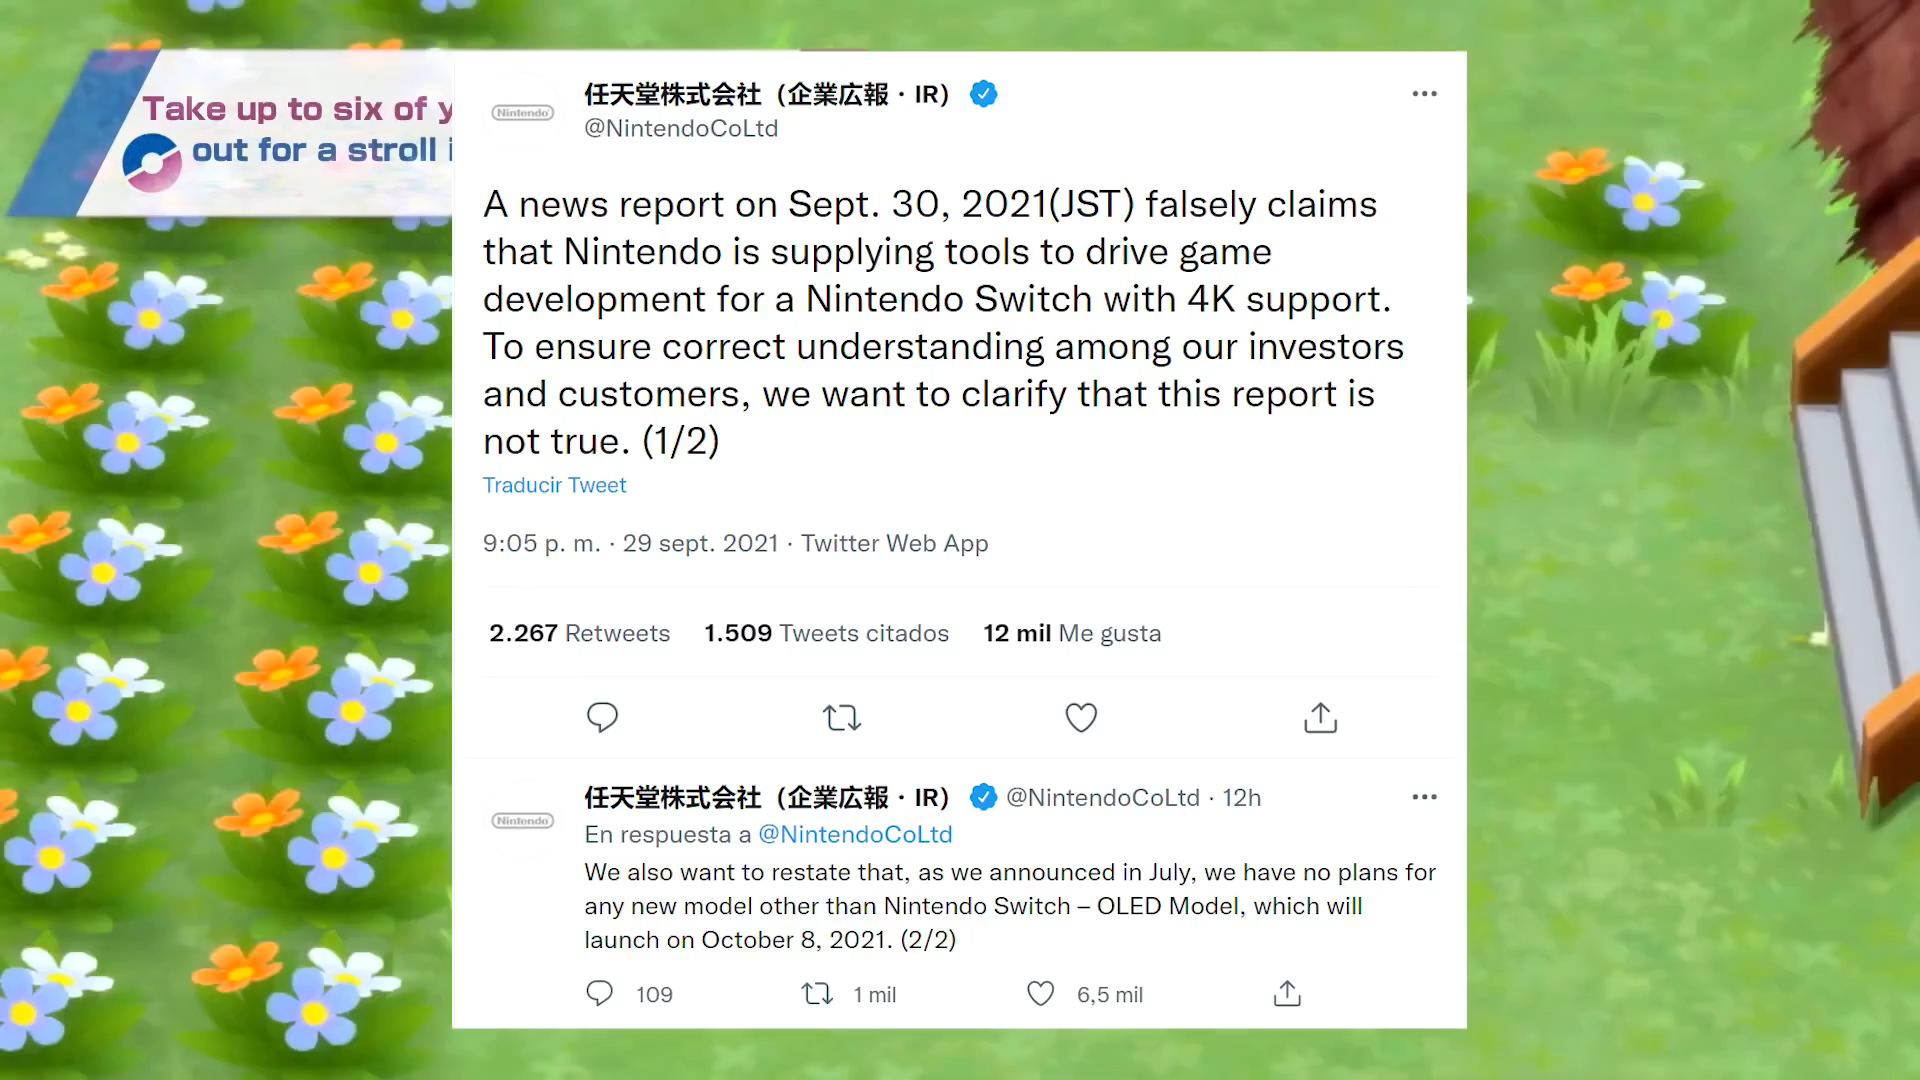 Take up to six of y
out for a stroll i
任天堂株式会社（企業広報・IR）
Nintendo
@NintendoCoLtd
A news report on Sept. 30, 2021(JST) falsely claims
that Nintendo is supplying tools to drive game
development for a Nintendo Switch with 4K support.
To ensure correct understanding among our investors
and customers, we want to clarify that this report is
not true. (1/2)
Traducir Tweet
9:05 p. m. · 29 sept. 2021 · Twitter Web App
2.267 Retweets 1.509 Tweets citados 12 mil Me gusta
任天堂株式会社（企業広報・IR） @NintendoCoLtd · 12h
Nintendo
En respuesta a @NintendoCoLtd
We also want to restate that, as we announced in July, we have no plans for
any new model other than Nintendo Switch – OLED Model, which will
launch on October 8, 2021. (2/2)
109 1 mil 6,5 mil